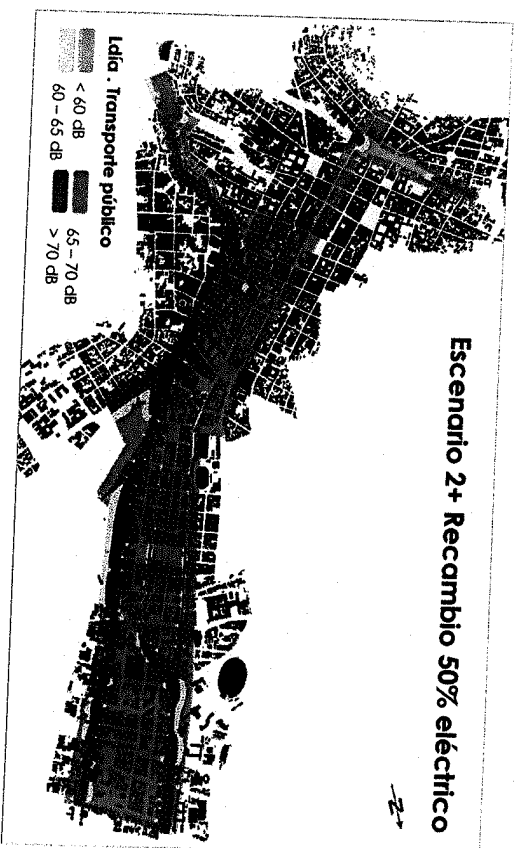 Escenario 2+ Recambio 50% eléctrico
Ldía . Transporte público
< 60 dB
65 – 70 dB
60 – 65 dB
> 70 dB